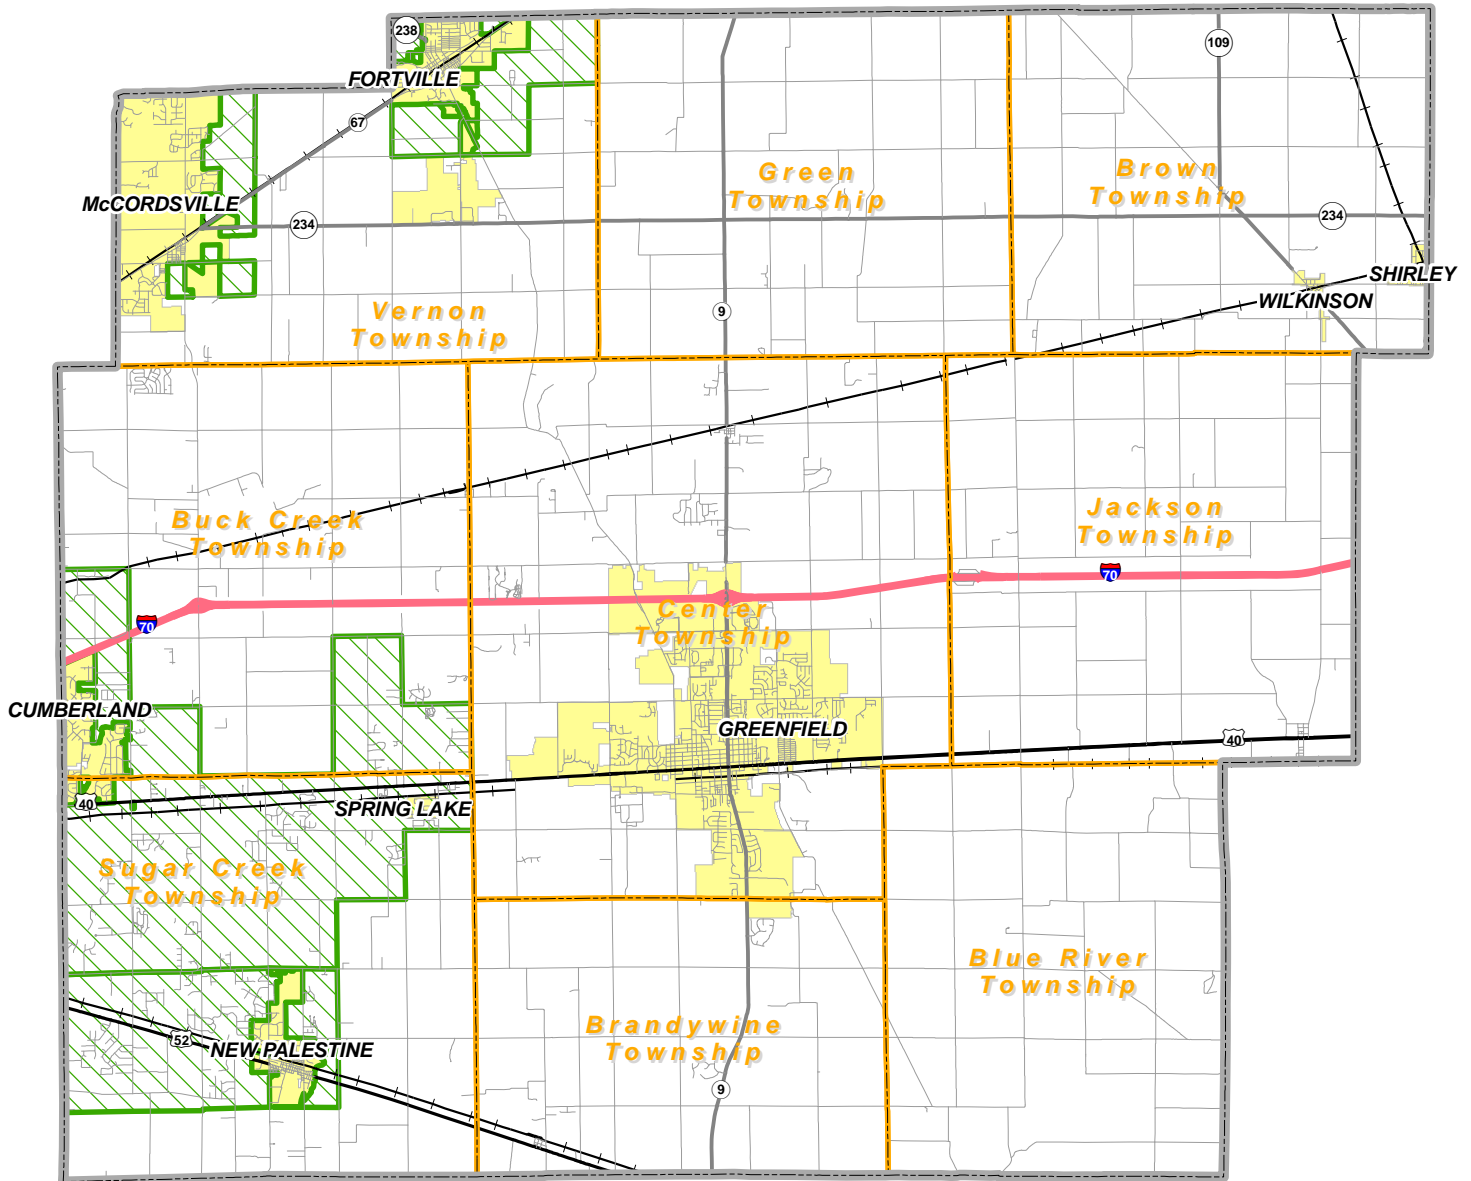 238
109
FORTVILLE
67
Green
Township
Brown
Township
McCORDSVILLE
234
234
SHIRLEY
WILKINSON
Vernon
Township
9
Buck Creek
Township
Jackson
Township
70
70
Center
Township
CUMBERLAND
GREENFIELD
40
40
SPRING LAKE
Sugar Creek
Township
Blue River
Township
Brandywine
Township
52
NEW PALESTINE
9